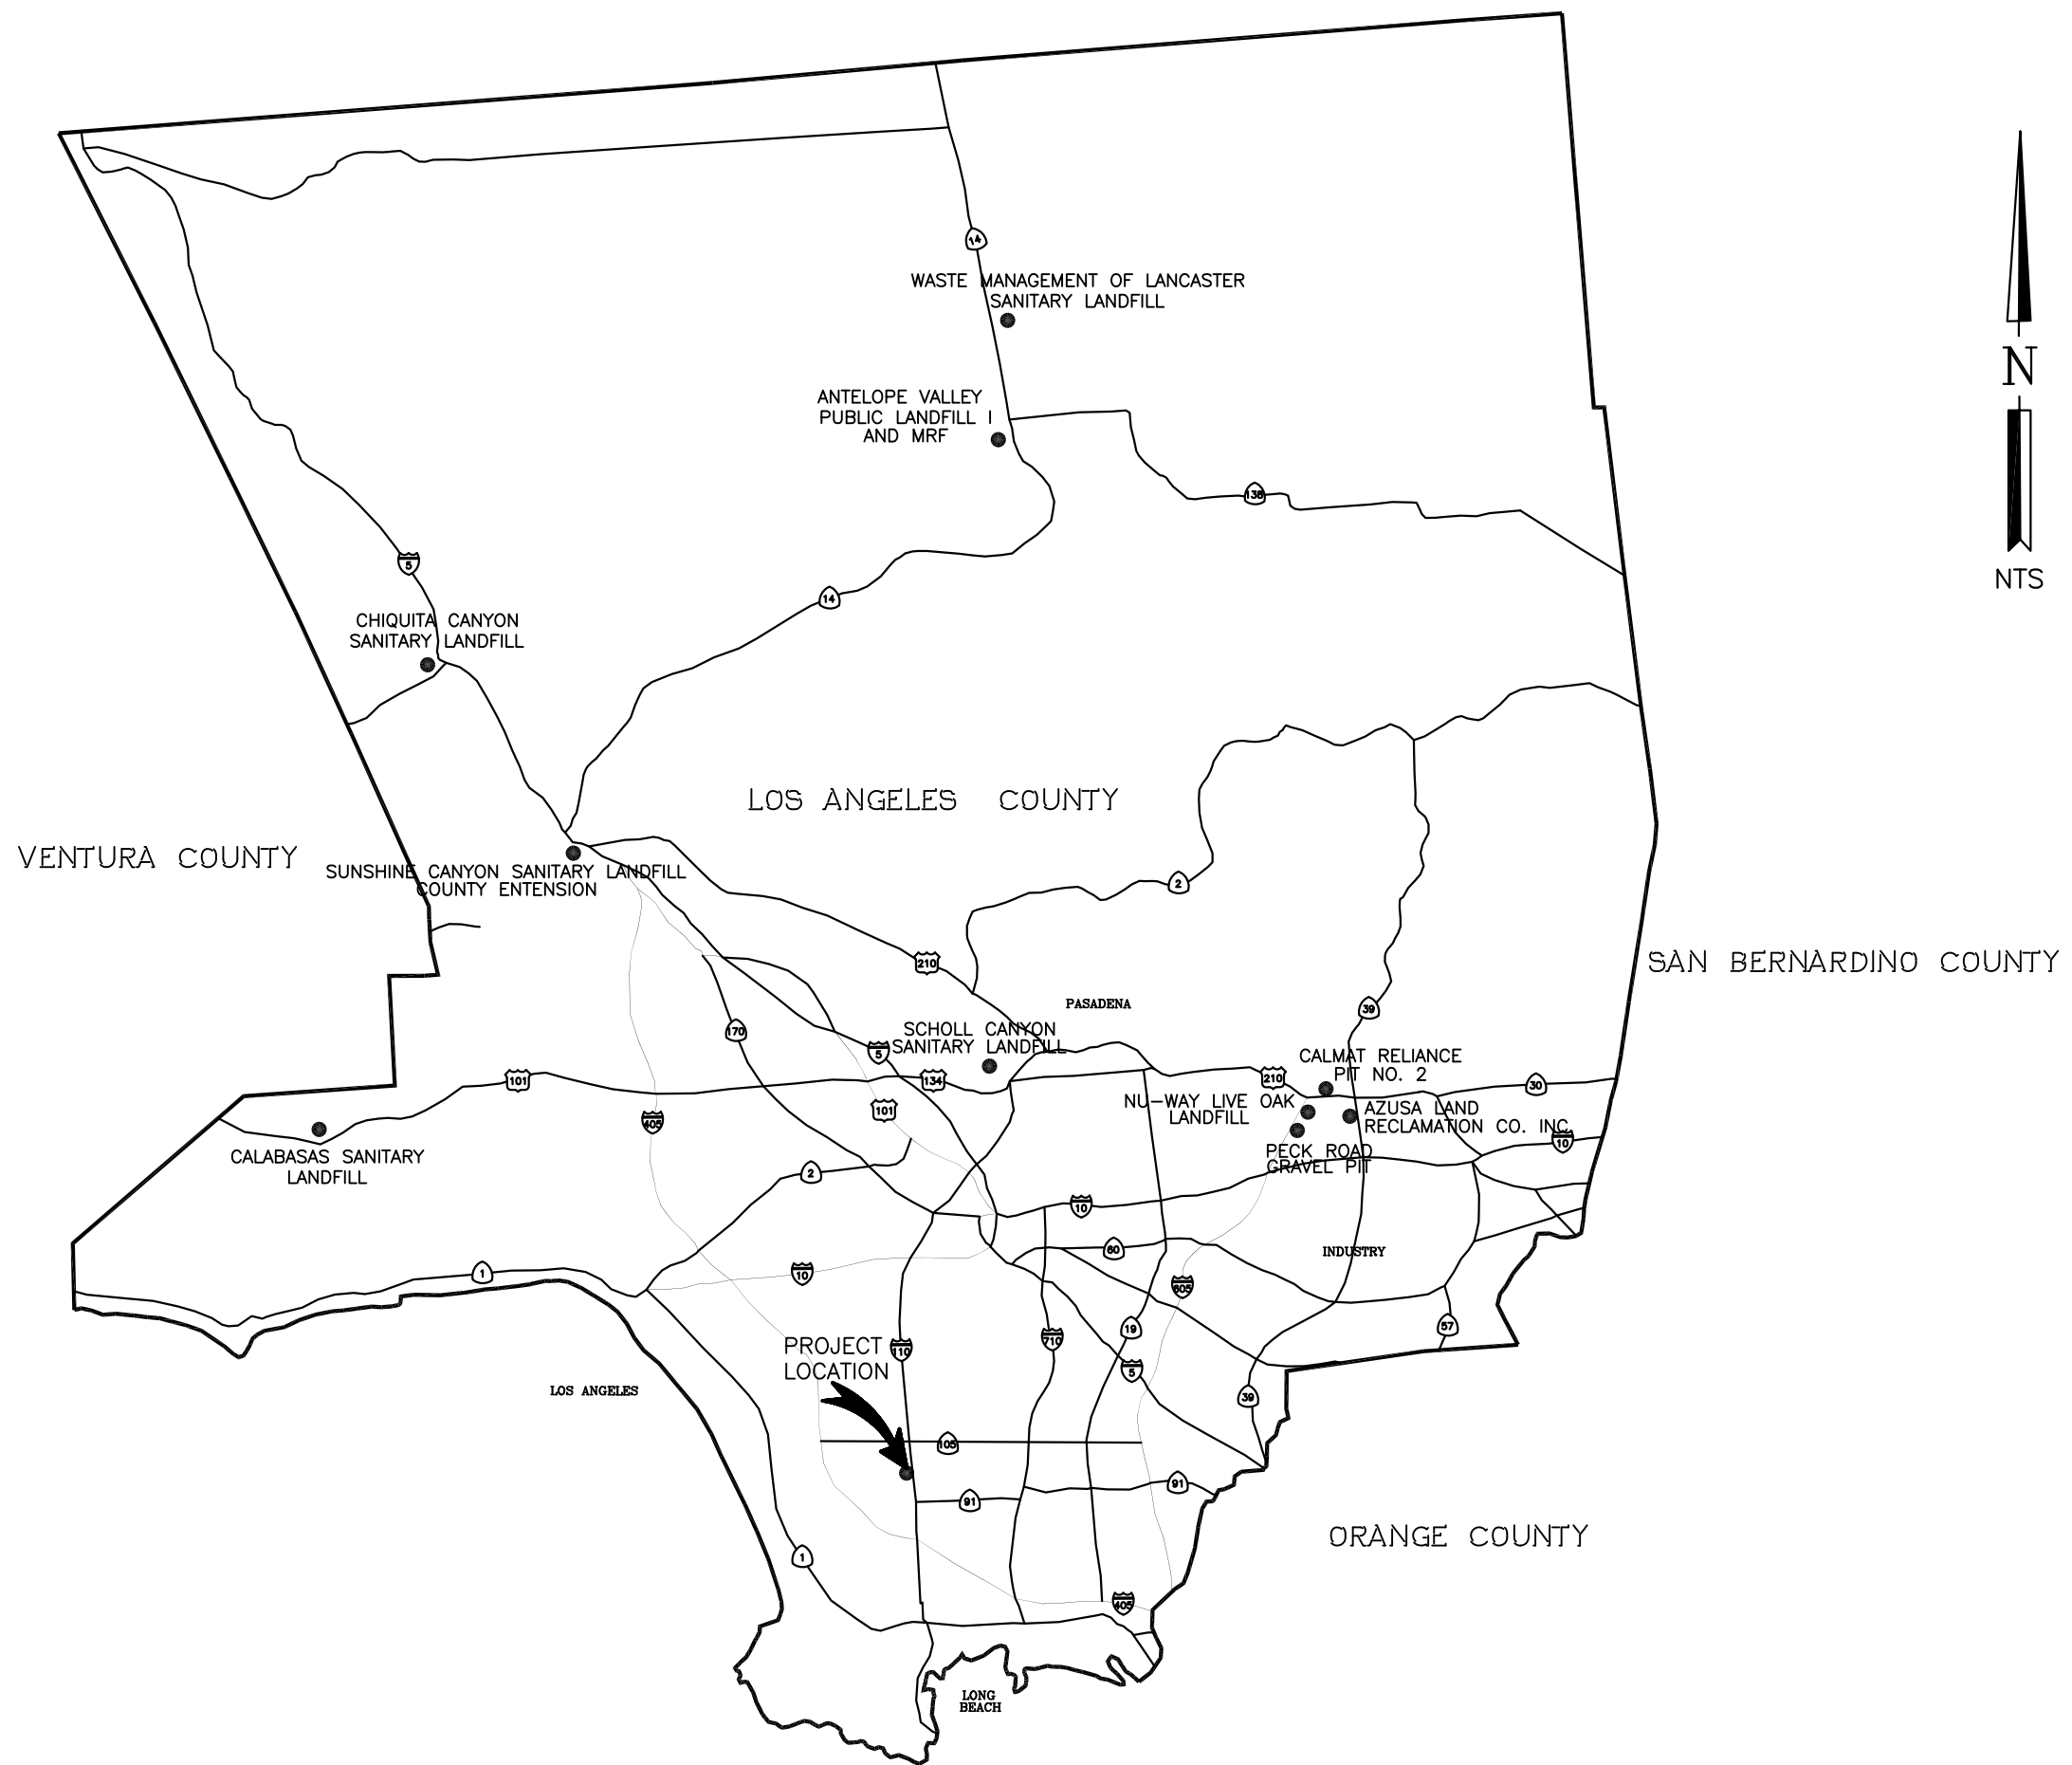 14
WASTE MANAGEMENT OF LANCASTER
SANITARY LANDFILL
N
ANTELOPE VALLEY
PUBLIC LANDFILL I
AND MRF
138
5
NTS
14
CHIQUITA CANYON
SANITARY LANDFILL
LOS ANGELES COUNTY
VENTURA COUNTY
SUNSHINE CANYON SANITARY LANDFILL
COUNTY ENTENSION
2
210
SAN BERNARDINO COUNTY
PASADENA
39
170
SCHOLL CANYON
SANITARY LANDFILL
5
CALMAT RELIANCE
PIT NO. 2
101
134
210
30
NU-WAY LIVE OAK
LANDFILL
101
405
AZUSA LAND
RECLAMATION CO. INC.
10
CALABASAS SANITARY
LANDFILL
PECK ROAD
GRAVEL PIT
2
10
60
INDUSTRY
1
10
605
19
57
PROJECT
LOCATION
110
710
5
LOS ANGELES
39
105
91
91
ORANGE COUNTY
1
405
LONG
BEACH